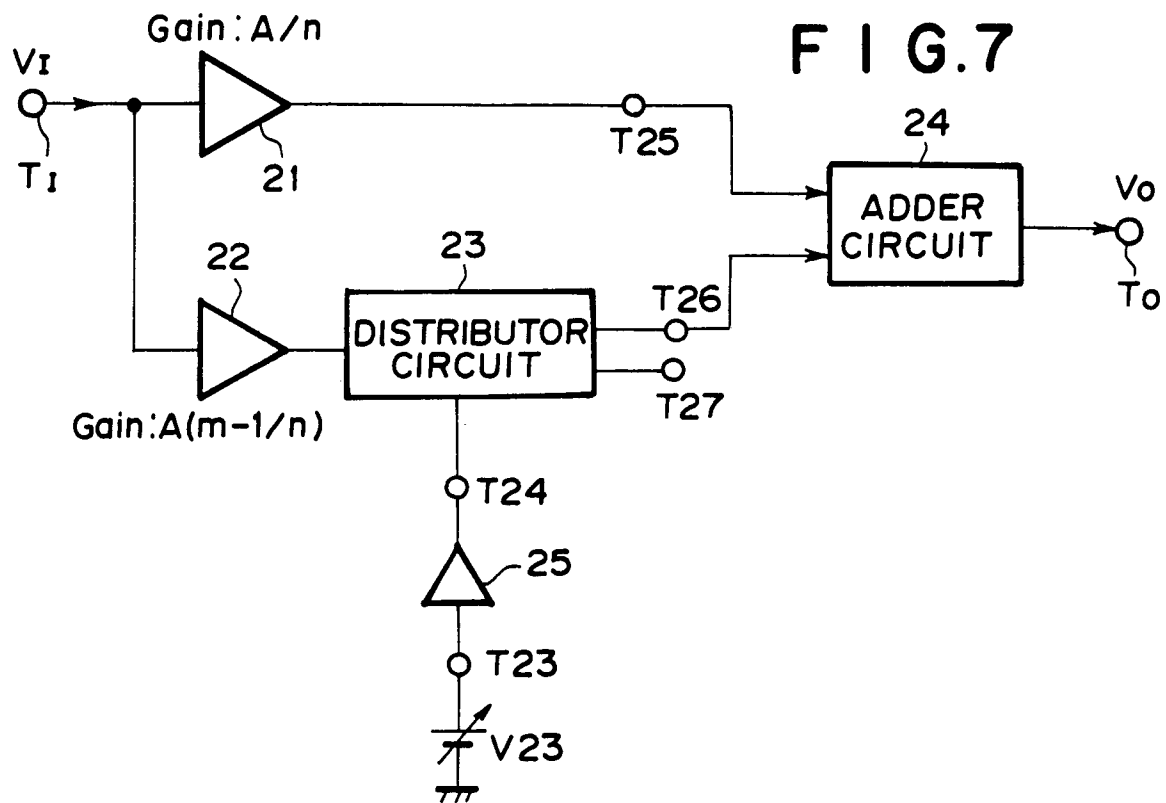 Gain:A/n
F I G.7
VI
TI
21
T25
24
ADDER
CIRCUIT
VO
TO
22
23
DISTRIBUTOR
CIRCUIT
T26
T27
Gain:A(m-1/n)
T24
25
T23
V23